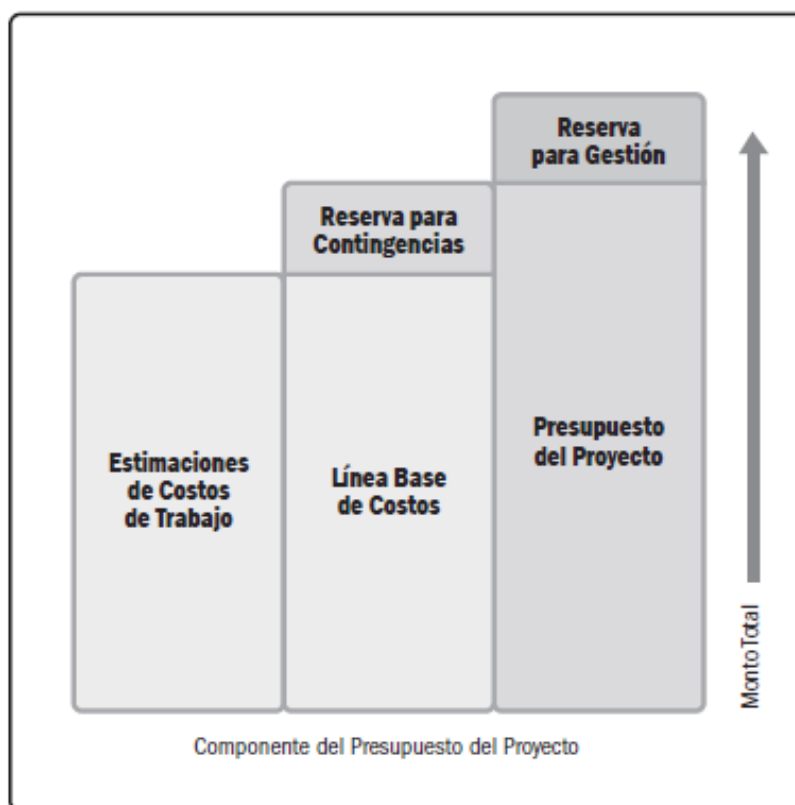 Reserva
para Gestión
Reserva para
Contingencias
Estimaciones
de Costos
de Trabajo
Línea Base
de Costos
Presupuesto
del Proyecto
Monto Total
Componente del Presupuesto del Proyecto